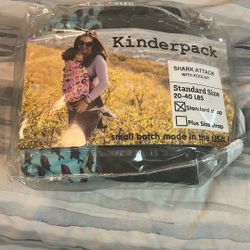 Kinderpack
SHARK ATTACK
WITH KOOLNIT
Standard Size
20-40 LBS
Standard Strap
Plus Size Strap
small batch made in the USA